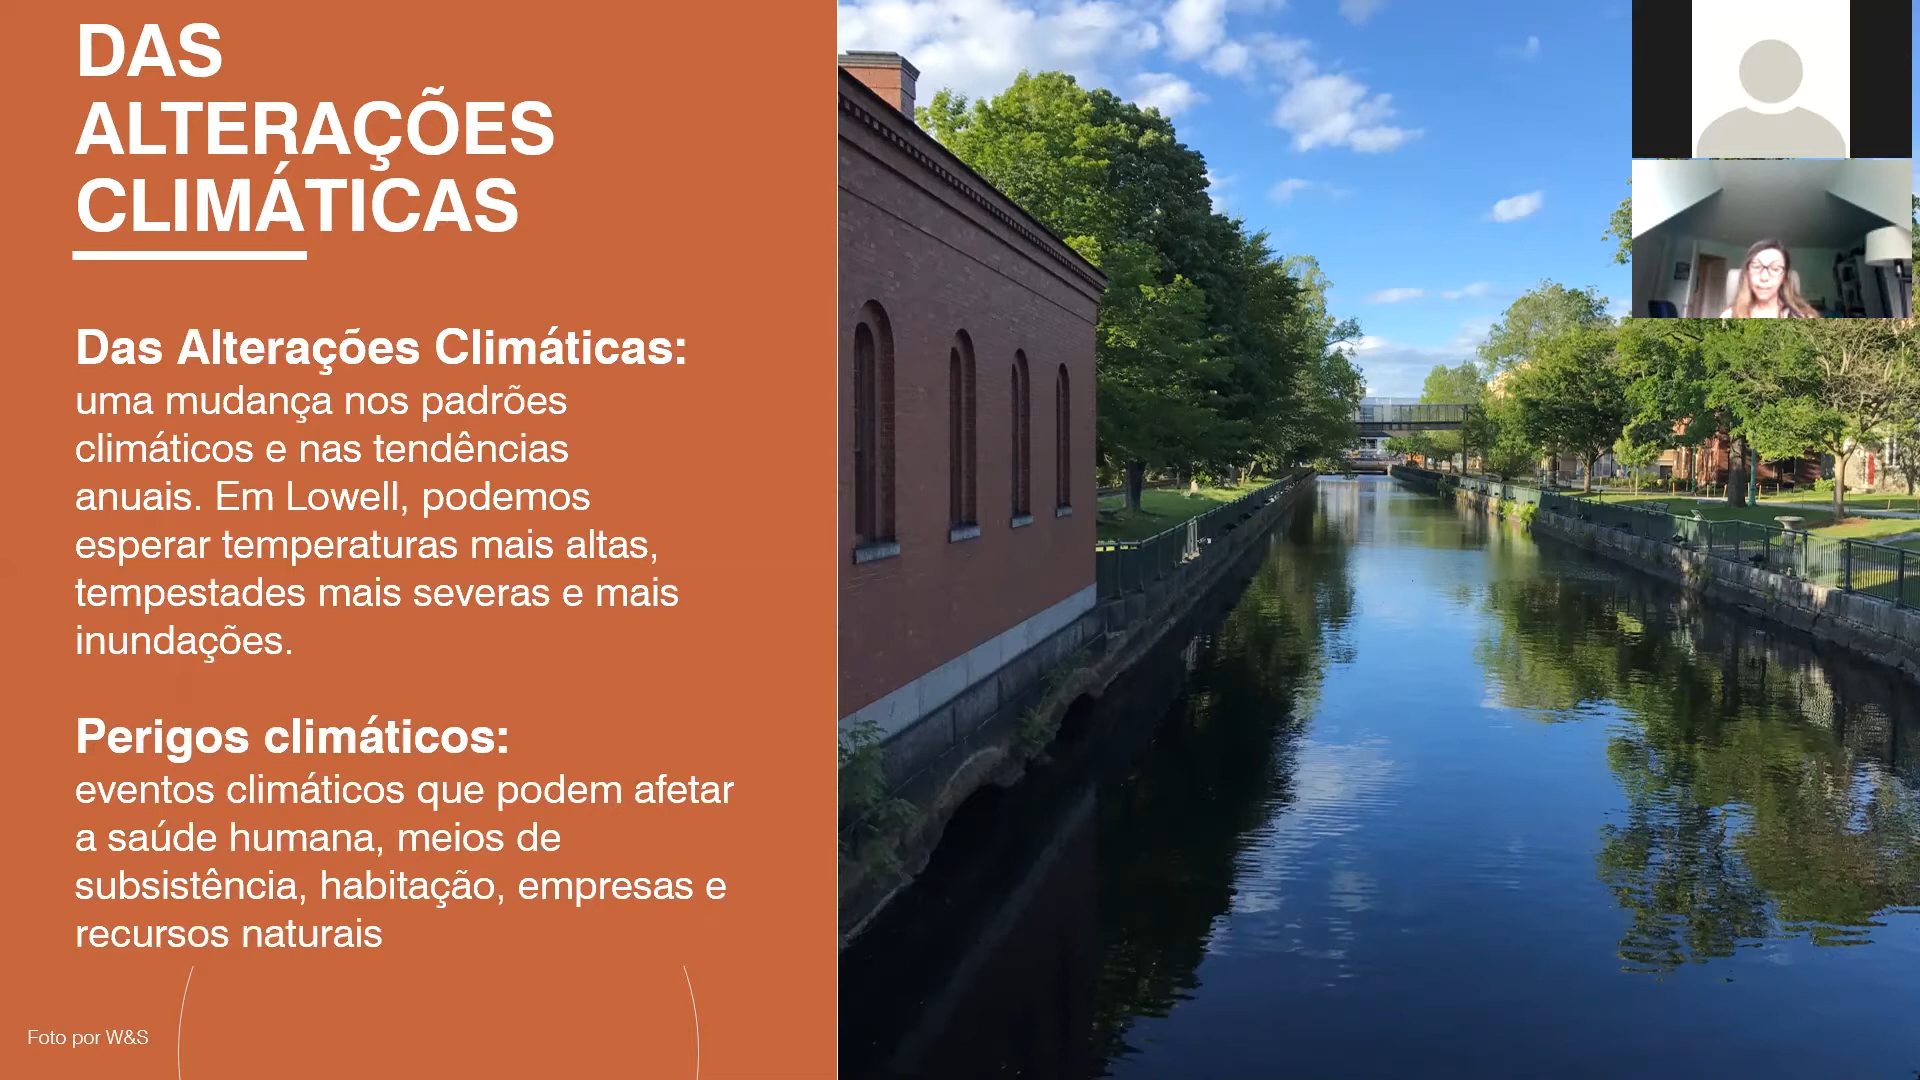 DAS
ALTERAÇÕES
CLIMÁTICAS
Das Alterações Climáticas:
uma mudança nos padrões
climáticos e nas tendências
anuais. Em Lowell, podemos
esperar temperaturas mais altas,
tempestades mais severas e mais
inundações.
Perigos climáticos:
eventos climáticos que podem afetar
a saúde humana, meios de
subsistência, habitação, empresas e
recursos naturais
Foto por W&S